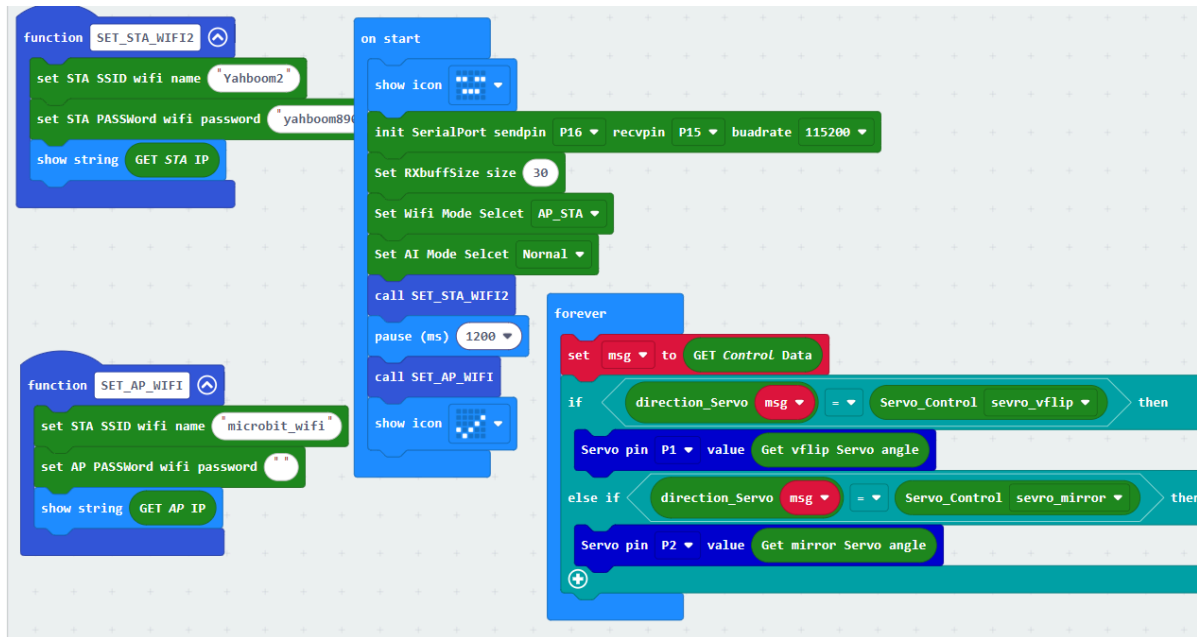 function SET_STA_WIFI2
set STA SSID wifi name "Yahboom2"
set STA PASSWord wifi password "yahboom890
show string GET STA IP
function SET_AP_WIFI
set STA SSID wifi name "microbit_wifi"
set AP PASSWord wifi password " "
show string GET AP IP
on start
show icon
init SerialPort sendpin P16 recvpin P15 buadrate 115200
Set RXbuffSize size 30
Set Wifi Mode Selcet AP_STA
Set AI Mode Selcet Nornal
call SET_STA_WIFI2
pause (ms) 1200
call SET_AP_WIFI
show icon
forever
set msg to GET Control Data
if direction_Servo msg = Servo_Control sevro_vflip then
Servo pin P1 value Get vflip Servo angle
else if direction_Servo msg = Servo_Control sevro_mirror then
Servo pin P2 value Get mirror Servo angle